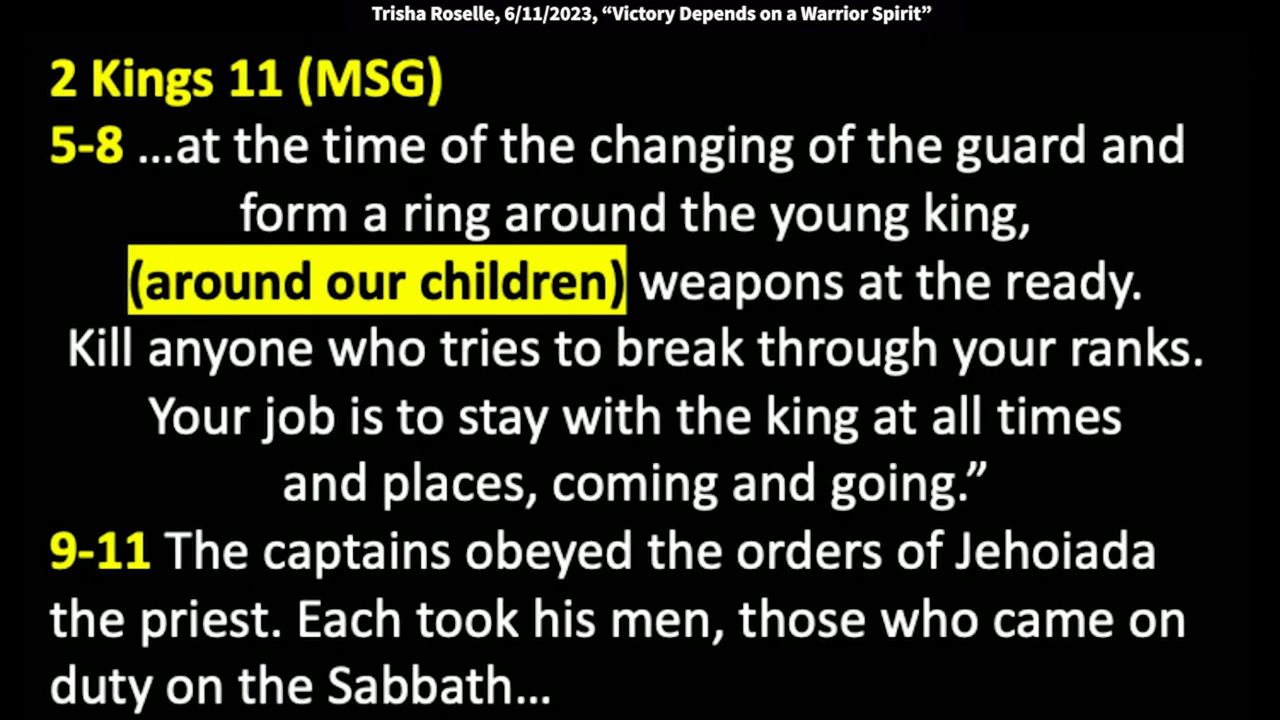 Trisha Roselle, 6/11/2023, “Victory Depends on a Warrior Spirit”
2 Kings 11 (MSG)
5-8 ...at the time of the changing of the guard and
form a ring around the young king,
(around our children) weapons at the ready.
Kill anyone who tries to break through your ranks.
Your job is to stay with the king at all times
and places, coming and going.”
9-11 The captains obeyed the orders of Jehoiada
the priest. Each took his men, those who came on
duty on the Sabbath...